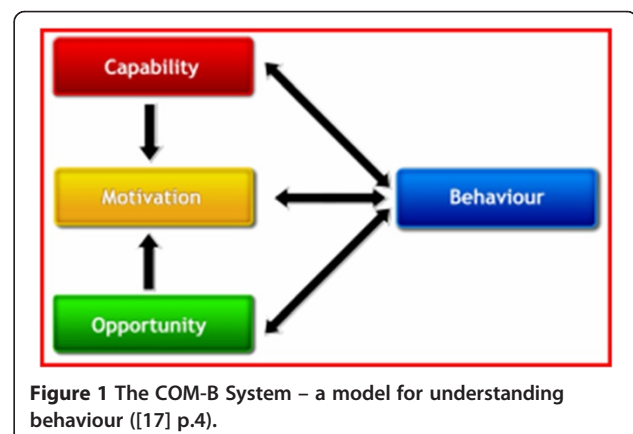 Capability
Motivation
Behaviour
Opportunity
Figure 1 The COM-B System – a model for understanding
behaviour ([17] p.4).